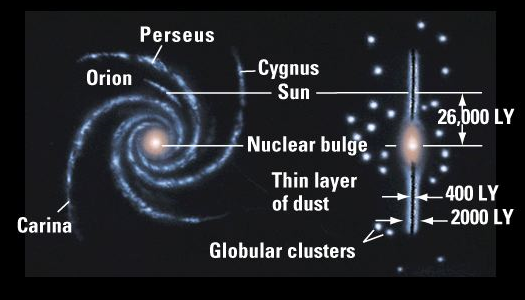 Perseus
Orion
Cygnus
Sun
26,000 LY
Nuclear bulge
Thin layer
of dust
400 LY
2000 LY
Carina
Globular clusters